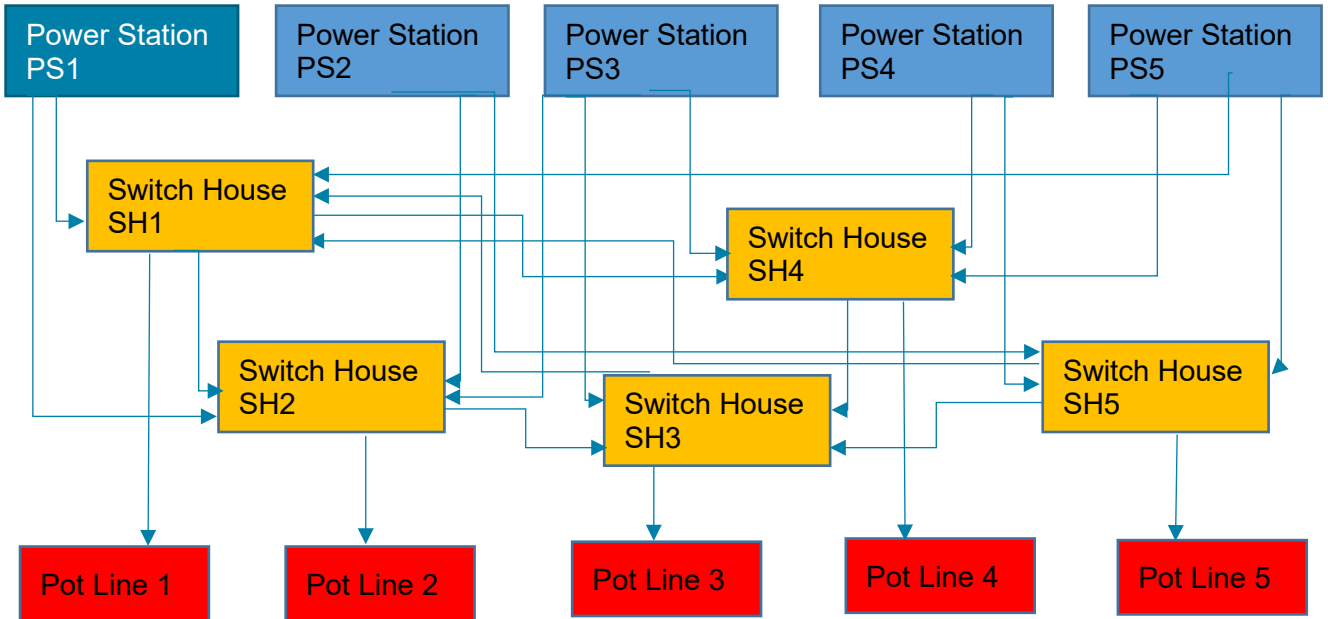 Power Station
PS1
Power Station
PS2
Power Station
PS3
Power Station
PS4
Power Station
PS5
Switch House
SH1
Switch House
SH4
Switch House
SH2
Switch House
SH3
Switch House
SH5
Pot Line 1
Pot Line 2
Pot Line 3
Pot Line 4
Pot Line 5